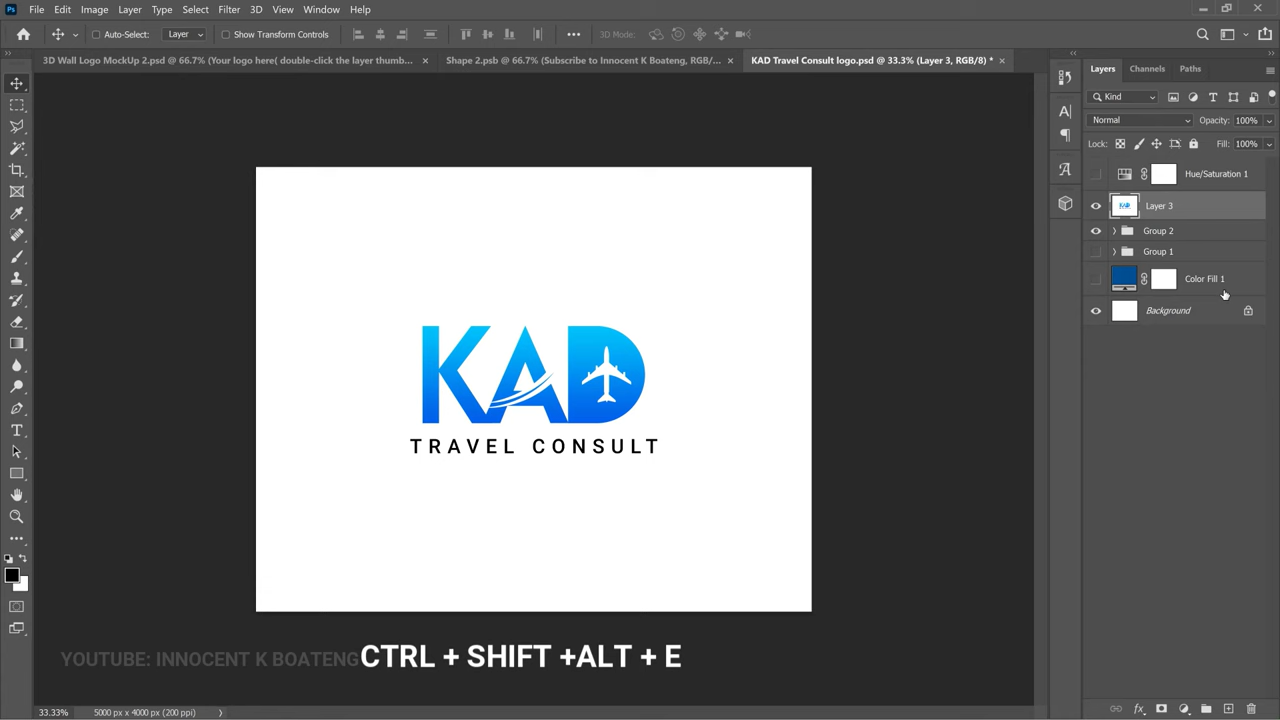 Ps File Edit Image Layer Type Select Filter 3D View Window Help
Auto-Select: Layer Show Transform Controls 3D Mode:
3D Wall Logo MockUp 2.psd @ 66.7% (Your logo here( double-click the layer thumb... × Shape 2.psb @ 66.7% (Subscribe to Innocent K Boateng, RGB/... × KAD Travel Consult logo.psd @ 33.3% (Layer 3, RGB/8) * ×
Layers Channels Paths
Kind
Normal Opacity: 100%
Lock: Fill: 100%
Hue/Saturation 1
Layer 3
Group 2
Group 1
Color Fill 1
Background
KAD
TRAVEL CONSULT
YOUTUBE: INNOCENT K BOATENG
CTRL + SHIFT +ALT + E
33.33% 5000 px x 4000 px (200 ppi)